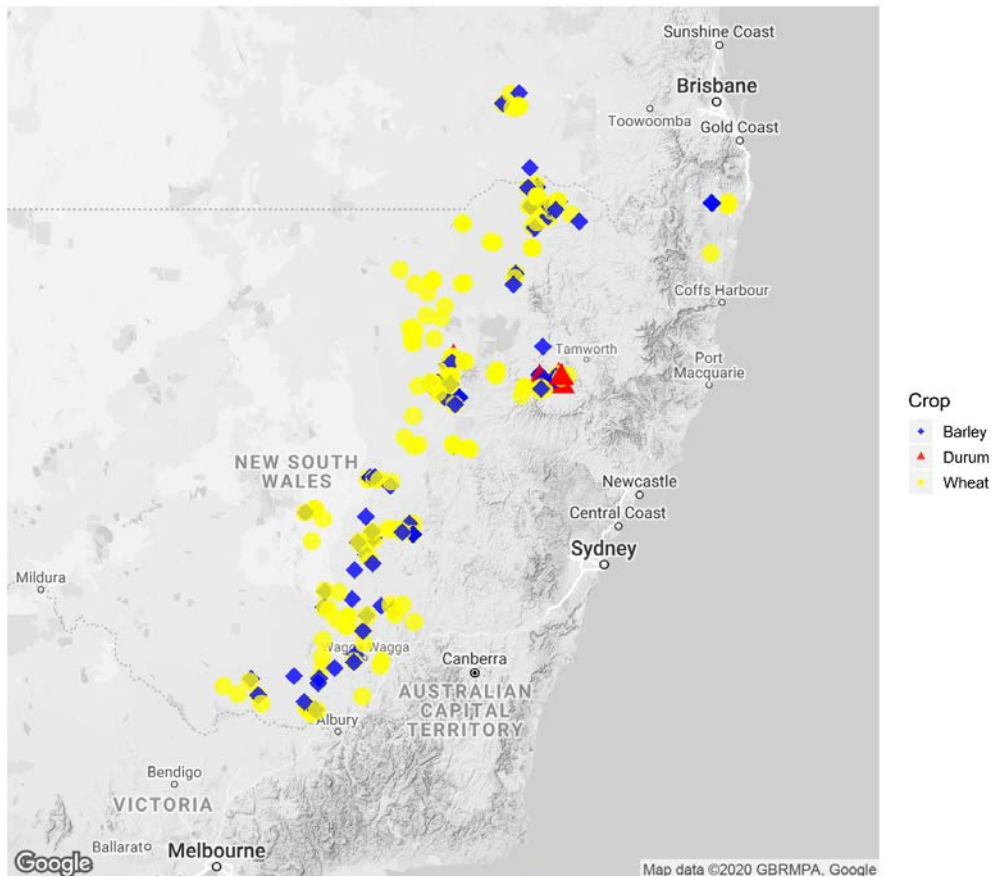 Sunshine Coast
Brisbane
Toowoomba
Gold Coast
Coffs Harbour
Tamworth
Port
Macquarie
Crop
Barley
Durum
Wheat
NEW SOUTH
WALES
Newcastle
Central Coast
Sydney
Mildura
Wagga Wagga
Canberra
AUSTRALIAN
CAPITAL
TERRITORY
Albury
Bendigo
VICTORIA
Ballarat
Melbourne
Google
Map data ©2020 GBRMPA, Google